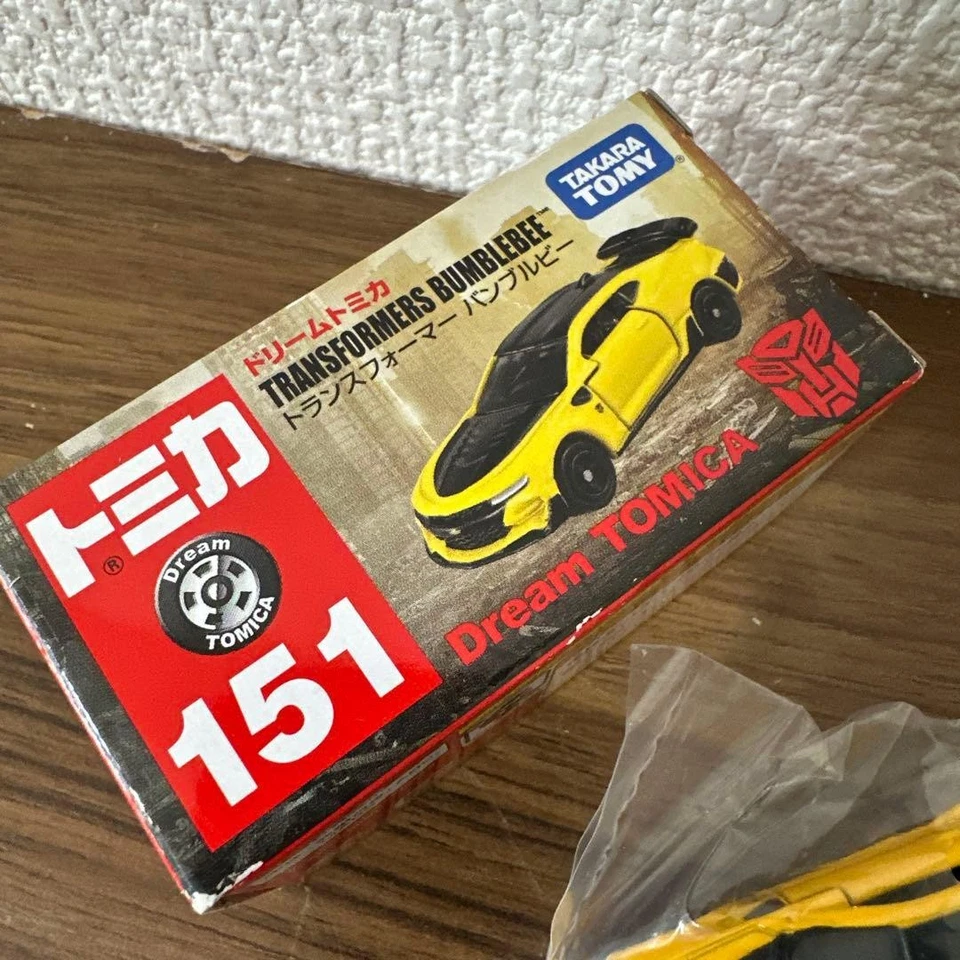 TAKARA
TOMY
ドリームトミカ
TRANSFORMERS BUMBLEBEE™
トランスフォーマー バンブルビー
トミカ
®
Dream
TOMICA
151
Dream TOMICA